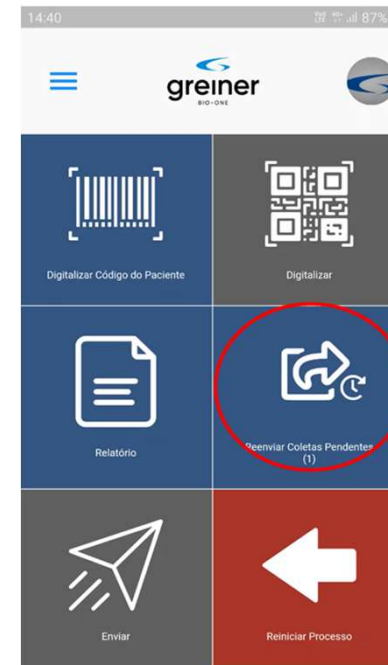 14:40
87%
greiner
BIO-ONE
Digitalizar Código do Paciente
Digitalizar
Relatório
Reenviar Coletas Pendentes
(1)
Enviar
Reiniciar Processo